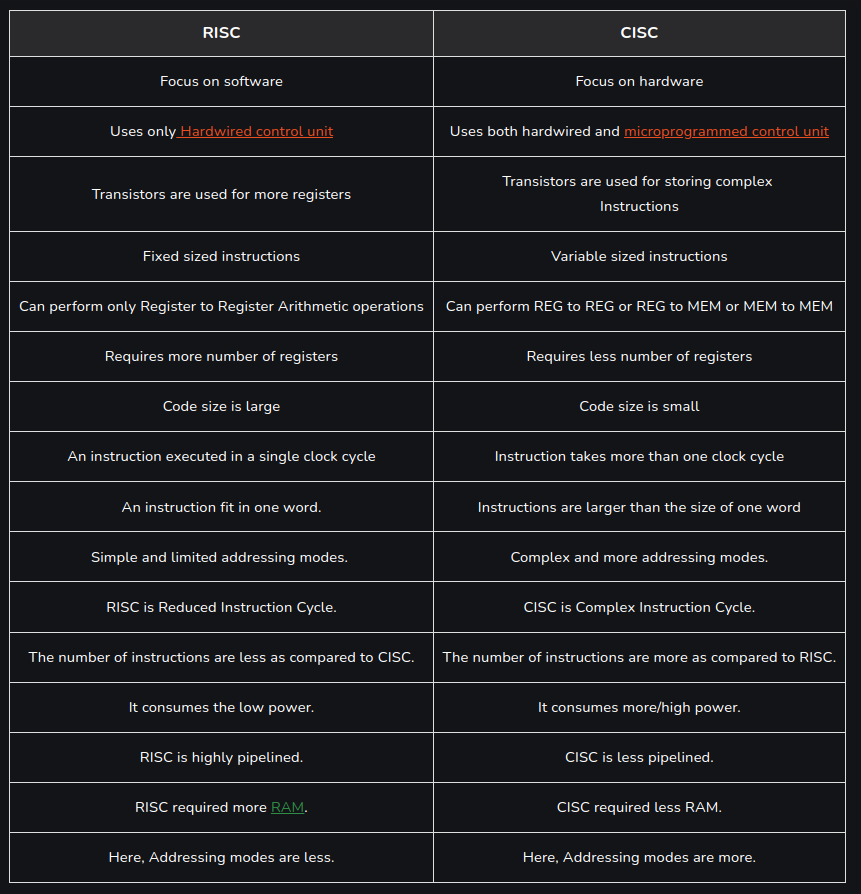 RISC CISC
Focus on software Focus on hardware
Uses only Hardwired control unit Uses both hardwired and microprogrammed control unit
Transistors are used for more registers Transistors are used for storing complex
Instructions
Fixed sized instructions Variable sized instructions
Can perform only Register to Register Arithmetic operations Can perform REG to REG or REG to MEM or MEM to MEM
Requires more number of registers Requires less number of registers
Code size is large Code size is small
An instruction executed in a single clock cycle Instruction takes more than one clock cycle
An instruction fit in one word. Instructions are larger than the size of one word
Simple and limited addressing modes. Complex and more addressing modes.
RISC is Reduced Instruction Cycle. CISC is Complex Instruction Cycle.
The number of instructions are less as compared to CISC. The number of instructions are more as compared to RISC.
It consumes the low power. It consumes more/high power.
RISC is highly pipelined. CISC is less pipelined.
RISC required more RAM. CISC required less RAM.
Here, Addressing modes are less. Here, Addressing modes are more.